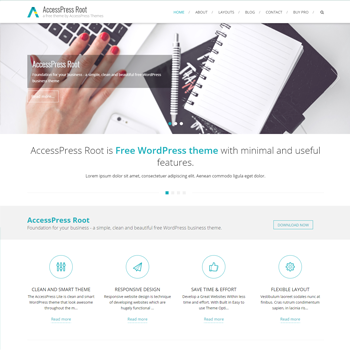 AccessPress Root
a free theme by AccessPress Themes
HOME
ABOUT
LAYOUTS
BLOG
CONTACT
BUY PRO
AccessPress Root
Foundation for your business - a simple, clean and beautiful free WordPress business theme
AccessPress Root is Free WordPress theme with minimal and useful features.
Lorem ipsum dolor sit amet, consectetuer adipiscing elit. Aenean commodo ligula eget dolor.
AccessPress Root
Foundation for your business - a simple, clean and beautiful free WordPress business theme.
DOWNLOAD NOW
CLEAN AND SMART THEME
The AccessPress Lite is clean and smart WordPress theme that look awesome throughout the m...
Read more
RESPONSIVE DESIGN
Responsive website design is technique of developing websites which are hugely functional ...
Read more
SAVE TIME & EFFORT
Develop a Great Websites Within less time and effort. With Built In Easy to use Theme Opti...
Read more
FLEXIBLE LAYOUT
Vestibulum laoreet sodales nunc at finibus. Cras rutrum condimentum sapien, in viverra ni...
Read more